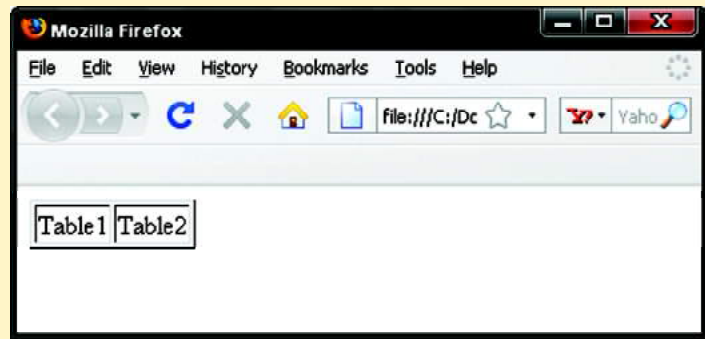 Mozilla Firefox
File Edit View History Bookmarks Tools Help
file:///C:/Dc Yaho
Table1 Table2